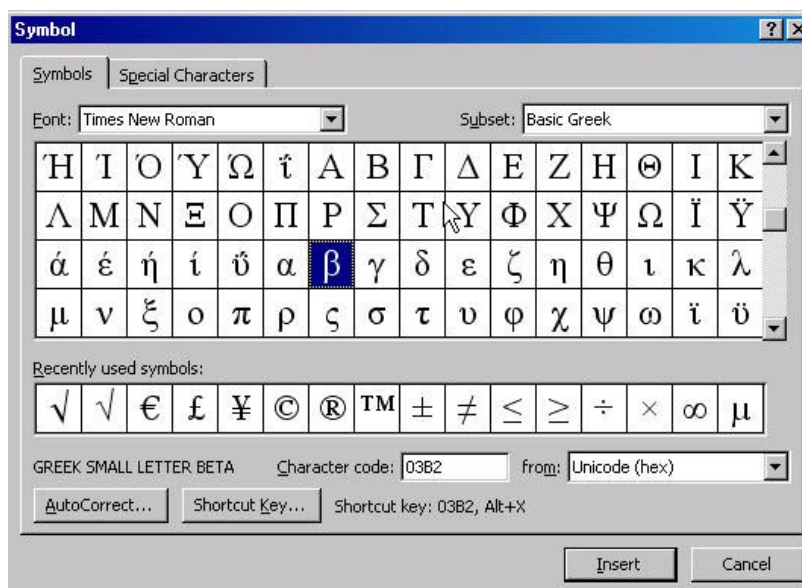 Symbol
Symbols Special Characters
Font: Times New Roman Subset: Basic Greek
Ή Ί Ό Ύ Ώ ΐ Α Β Γ Δ Ε Ζ Η Θ Ι Κ
Λ Μ Ν Ξ Ο Π Ρ Σ Τ Υ Φ Χ Ψ Ω Ϊ Ϋ
ά έ ή ί ΰ α β γ δ ε ζ η θ ι κ λ
μ ν ξ ο π ρ ς σ τ υ φ χ ψ ω ϊ ϋ
Recently used symbols:
√ √ € £ ¥ © ® ™ ± ≠ ≤ ≥ ÷ × ∞ µ
GREEK SMALL LETTER BETA Character code: 03B2 from: Unicode (hex)
AutoCorrect... Shortcut Key... Shortcut key: 03B2, Alt+X
Insert Cancel